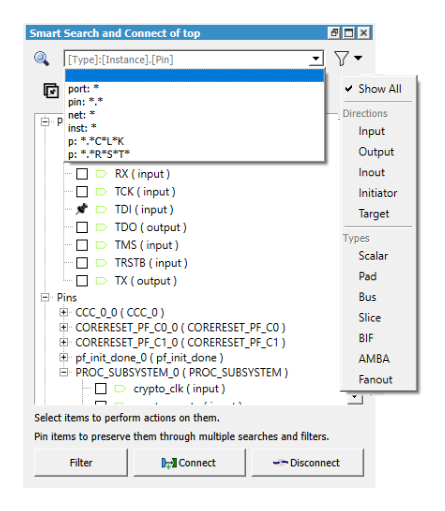 Smart Search and Connect of top
[Type]:[Instance].[Pin]
port: *
pin: *.*
net: *
inst: *
p: *.*C*L*K
p: *.*R*S*T*
P
RX ( input )
TCK ( input )
TDI ( input )
TDO ( output )
TMS ( input )
TRSTB ( input )
TX ( output )
Pins
CCC_0_0 ( CCC_0 )
CORERESET_PF_C0_0 ( CORERESET_PF_C0 )
CORERESET_PF_C1_0 ( CORERESET_PF_C1 )
pf_init_done_0 ( pf_init_done )
PROC_SUBSYSTEM_0 ( PROC_SUBSYSTEM )
crypto_clk ( input )
Select items to perform actions on them.
Pin items to preserve them through multiple searches and filters.
Filter
Connect
Disconnect
Show All
Directions
Input
Output
Inout
Initiator
Target
Types
Scalar
Pad
Bus
Slice
BIF
AMBA
Fanout